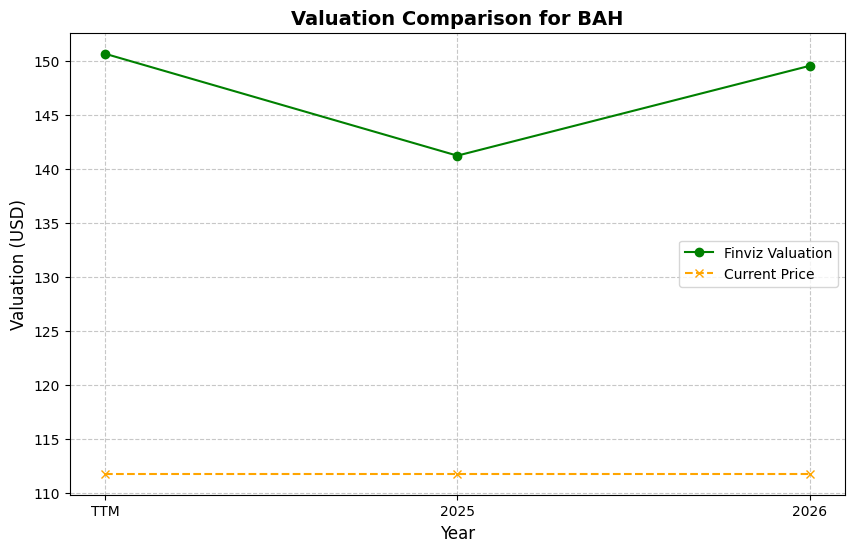 Valuation Comparison for BAH
Valuation (USD)
150
145
140
135
130
125
120
115
110
Finviz Valuation
Current Price
TTM
2025
2026
Year